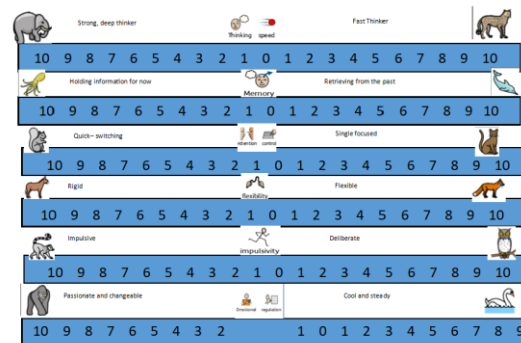 Strong, deep thinker Thinking speed Fast Thinker
10 9 8 7 6 5 4 3 2 1 0 1 2 3 4 5 6 7 8 9 10
Holding information for now Memory Retrieving from the past
10 9 8 7 6 5 4 3 2 1 0 1 2 3 4 5 6 7 8 9 10
Quick– switching attention control Single focused
10 9 8 7 6 5 4 3 2 1 0 1 2 3 4 5 6 7 8 9 10
Rigid flexibility Flexible
10 9 8 7 6 5 4 3 2 1 0 1 2 3 4 5 6 7 8 9 10
Impulsive impulsivity Deliberate
10 9 8 7 6 5 4 3 2 1 0 1 2 3 4 5 6 7 8 9 10
Passionate and changeable Emotional regulation Cool and steady
10 9 8 7 6 5 4 3 2 1 0 1 2 3 4 5 6 7 8 9